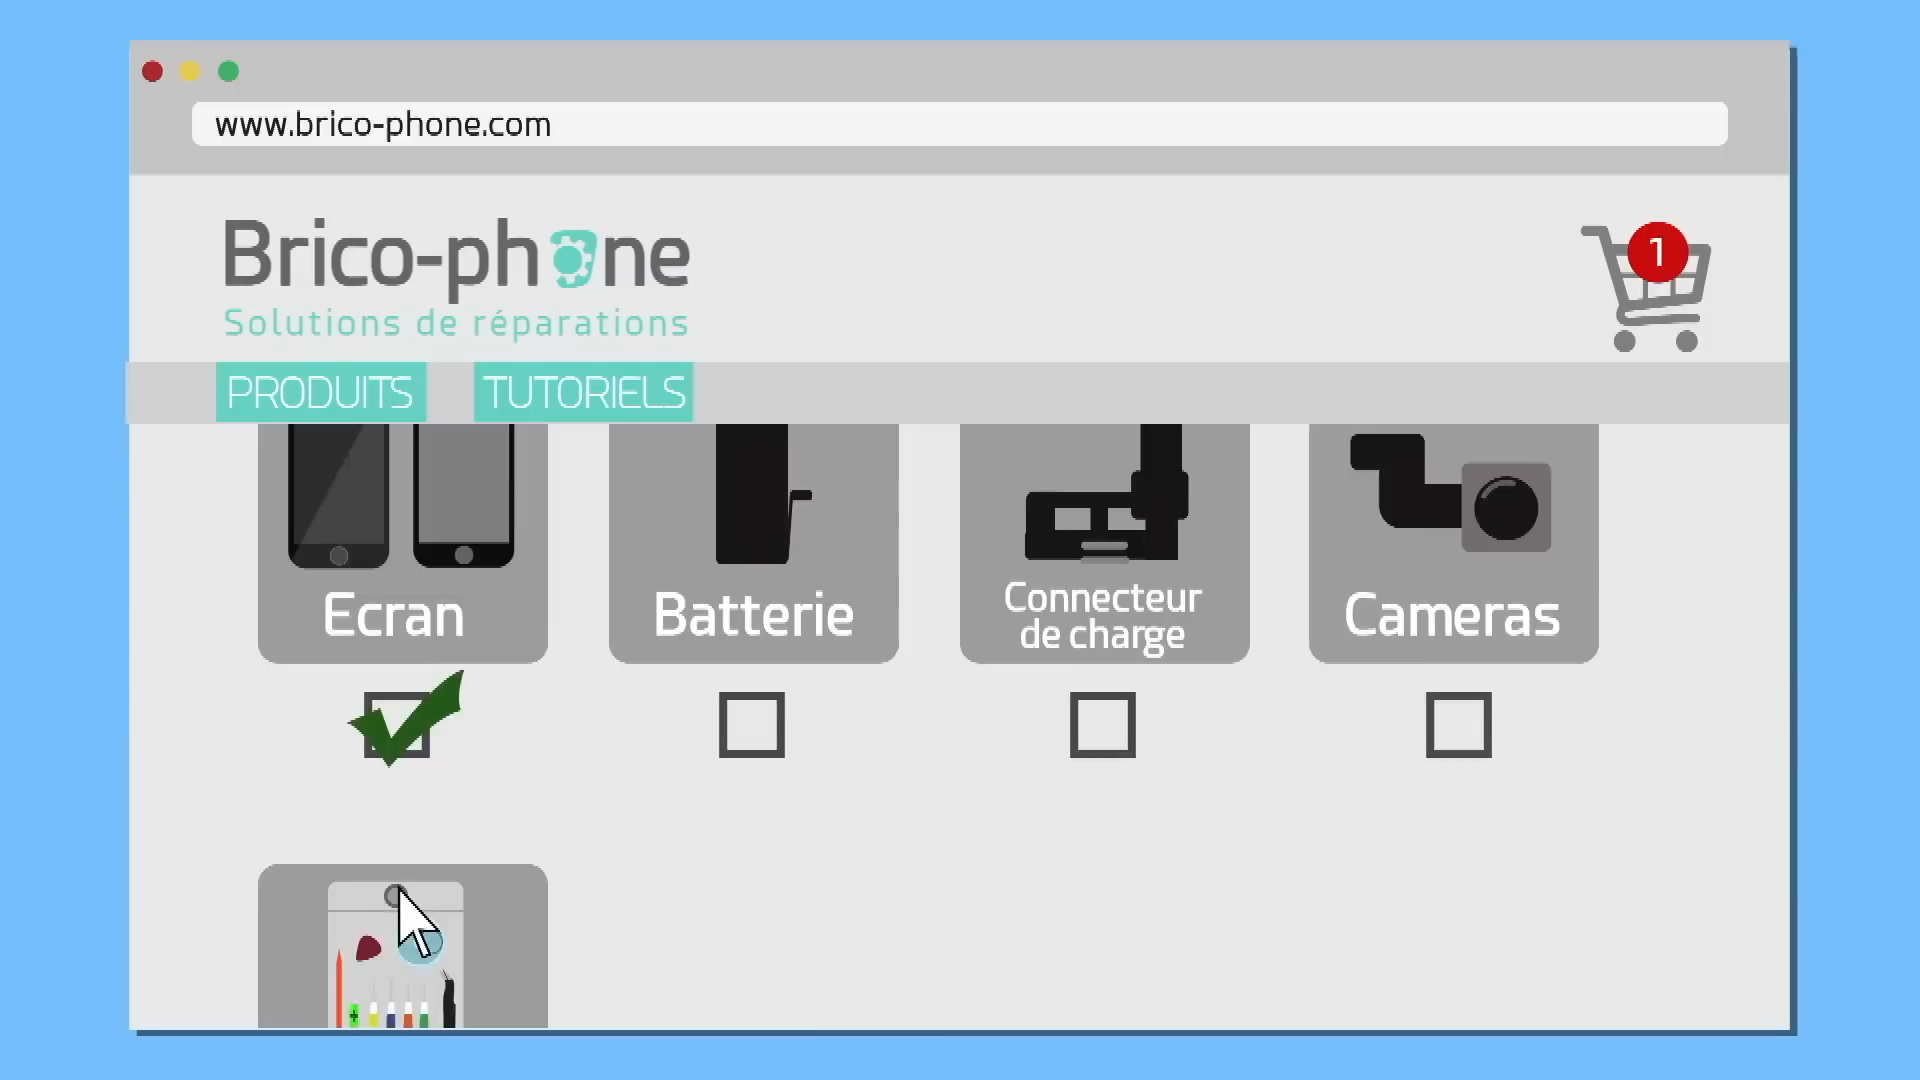 www.brico-phone.com
Brico-phone
Solutions de réparations
1
PRODUITS TUTORIELS
Ecran
Batterie
Connecteur
de charge
Cameras